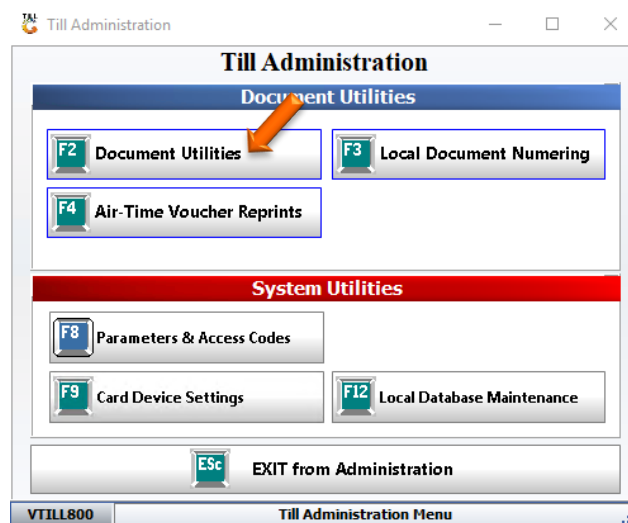 Till Administration
Till Administration
Document Utilities
F2 Document Utilities
F3 Local Document Numering
F4 Air-Time Voucher Reprints
System Utilities
F8 Parameters & Access Codes
F9 Card Device Settings
F12 Local Database Maintenance
ESc EXIT from Administration
VTILL800 Till Administration Menu